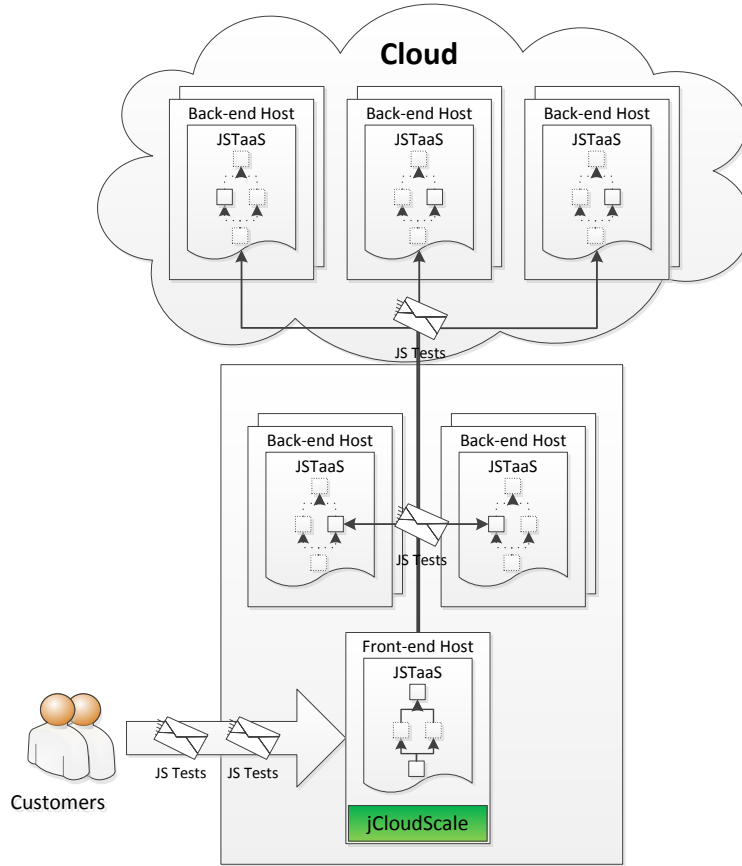 Cloud
Back-end Host
JSTaaS
Back-end Host
JSTaaS
Back-end Host
JSTaaS
JS Tests
Back-end Host
JSTaaS
Back-end Host
JSTaaS
JS Tests
Front-end Host
JSTaaS
JS Tests
JS Tests
Customers
jCloudScale